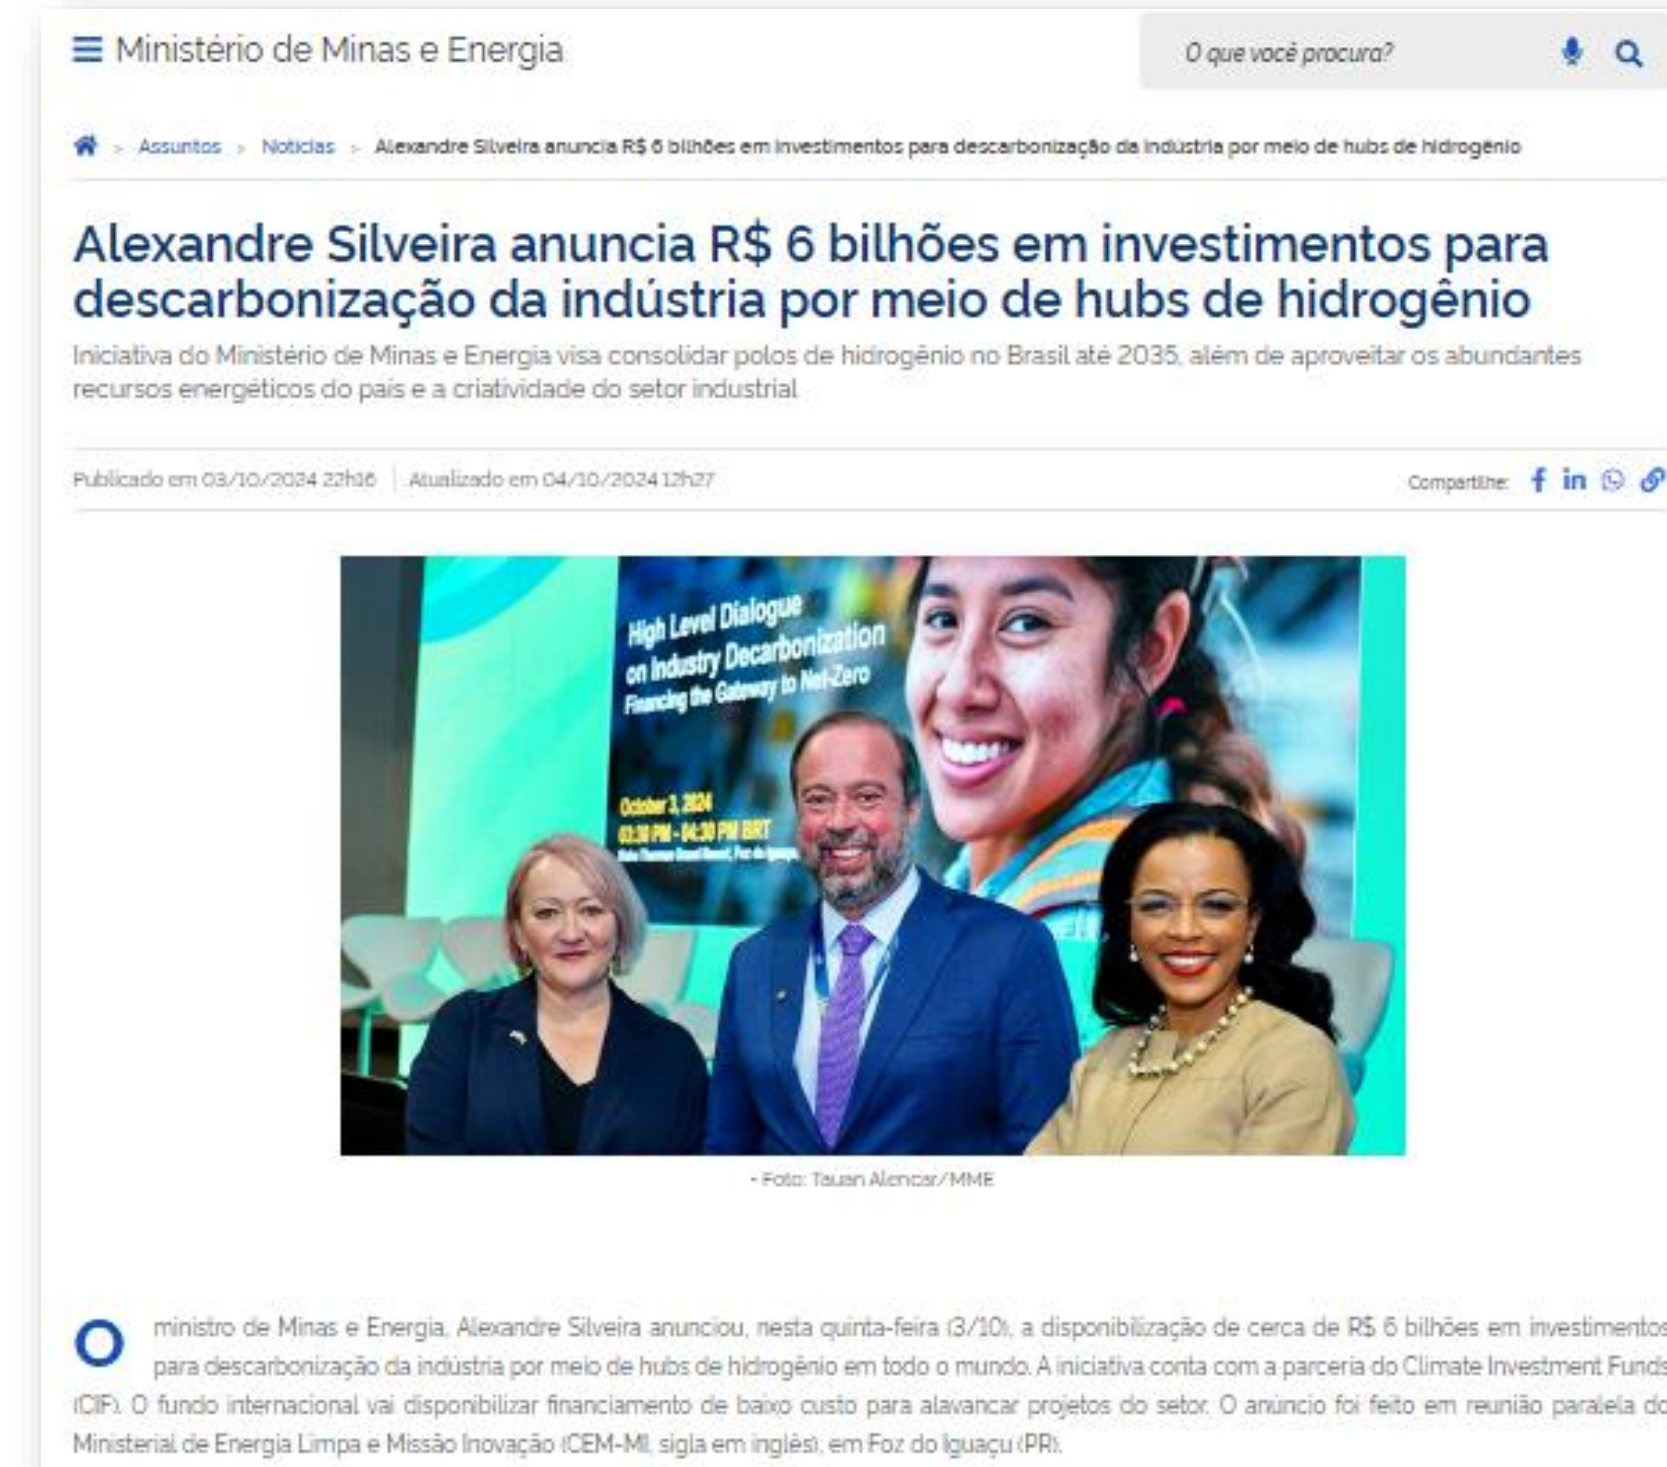 Ministério de Minas e Energia
O que você procura?
> Assuntos > Notícias > Alexandre Silveira anuncia R$ 6 bilhões em investimentos para descarbonização da indústria por meio de hubs de hidrogênio
Alexandre Silveira anuncia R$ 6 bilhões em investimentos para
descarbonização da indústria por meio de hubs de hidrogênio
Iniciativa do Ministério de Minas e Energia visa consolidar polos de hidrogênio no Brasil até 2035, além de aproveitar os abundantes
recursos energéticos do país e a criatividade do setor industrial
Publicado em 03/10/2024 22h16 | Atualizado em 04/10/2024 12h27
Compartilhe:
High Level Dialogue
on Industry Decarbonization
Financing the Gateway to Net-Zero
October 3, 2024
03:30 PM - 04:30 PM BRT
- Foto: Tauan Alencar/MME
O ministro de Minas e Energia, Alexandre Silveira anunciou, nesta quinta-feira (3/10), a disponibilização de cerca de R$ 6 bilhões em investimentos
para descarbonização da indústria por meio de hubs de hidrogênio em todo o mundo. A iniciativa conta com a parceria do Climate Investment Funds
(CIF). O fundo internacional vai disponibilizar financiamento de baixo custo para alavancar projetos do setor. O anúncio foi feito em reunião paralela do
Ministerial de Energia Limpa e Missão Inovação (CEM-MI, sigla em inglês), em Foz do Iguaçu (PR).